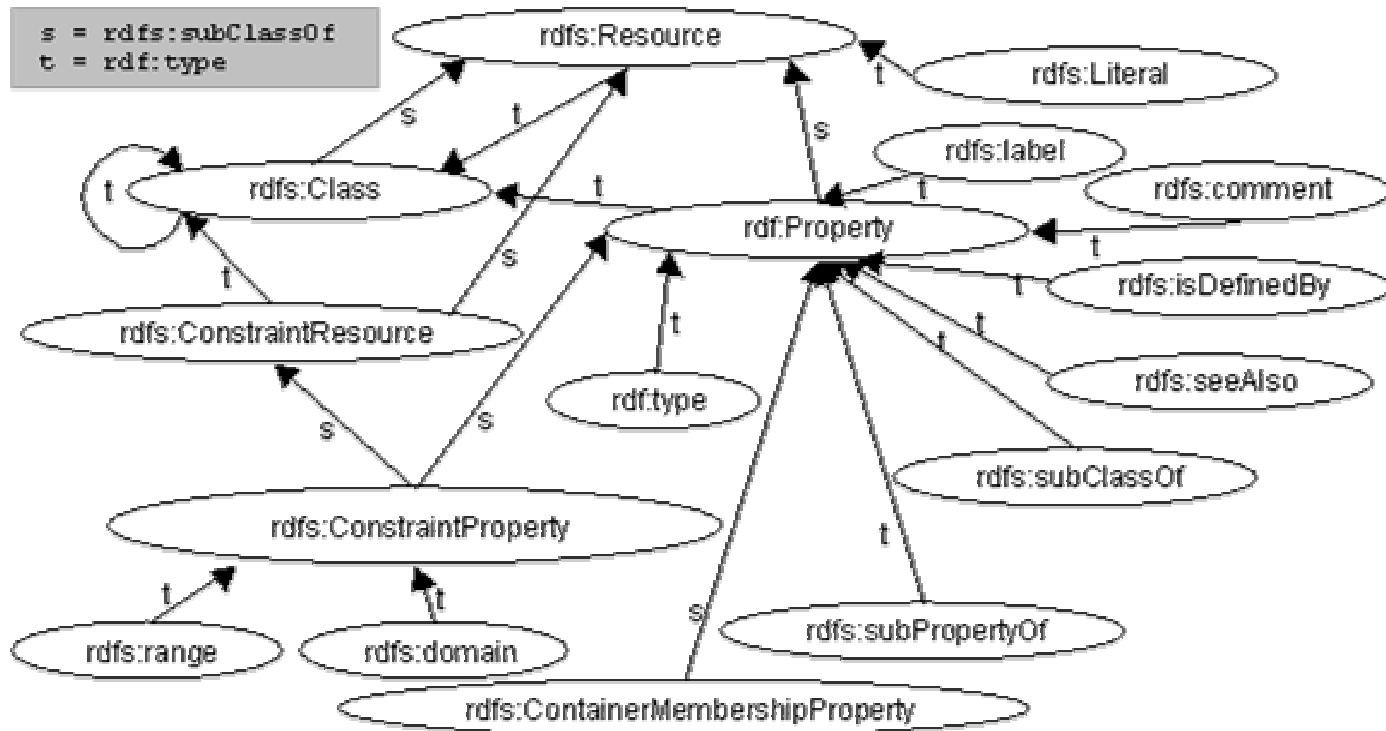 s = rdfs:subClassOf
t = rdf:type
rdfs:Resource
rdfs:Literal
t
s
t
s
rdfs:label
t
rdfs:Class
t
t
rdfs:comment
rdf:Property
t
s
t
t
rdfs:isDefinedBy
rdfs:ConstraintResource
t
t
t
rdfs:seeAlso
rdf:type
s
s
rdfs:subClassOf
rdfs:ConstraintProperty
t
t
t
s
rdfs:subPropertyOf
rdfs:range
rdfs:domain
rdfs:ContainerMembershipProperty